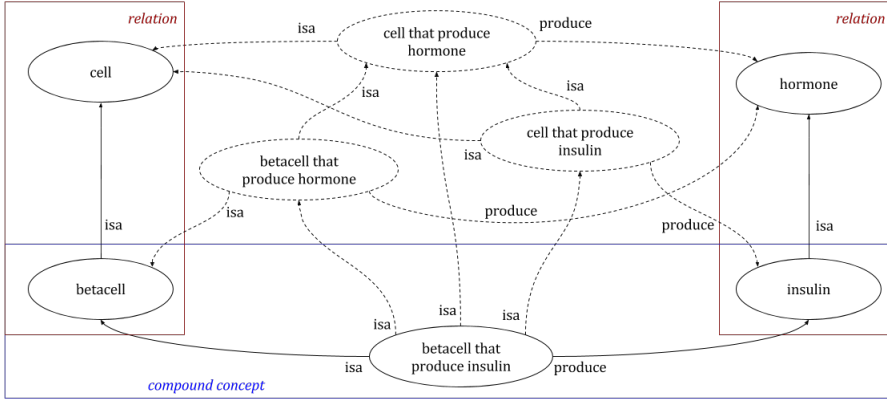 relation
relation
isa
cell that produce
hormone
produce
cell
hormone
isa
isa
cell that produce
insulin
isa
betacell that
produce hormone
isa
produce
produce
isa
isa
betacell
insulin
isa
isa
isa
betacell that
produce insulin
isa
produce
compound concept